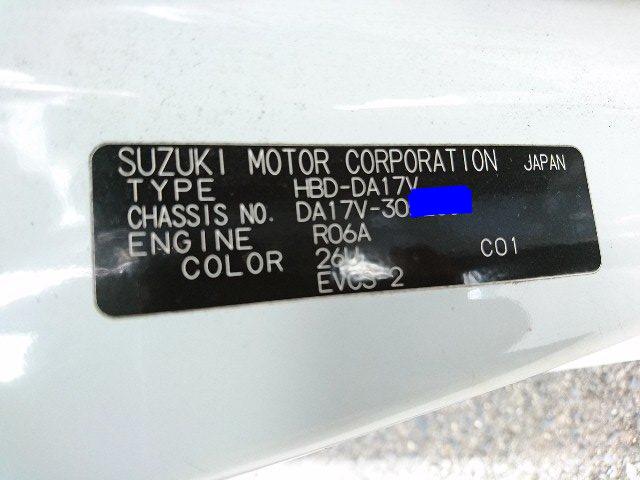 SUZUKI MOTOR CORPORATION JAPAN
TYPE HBD-DA17V
CHASSIS NO. DA17V-30
ENGINE R06A C01
COLOR 26U
EVCS-2